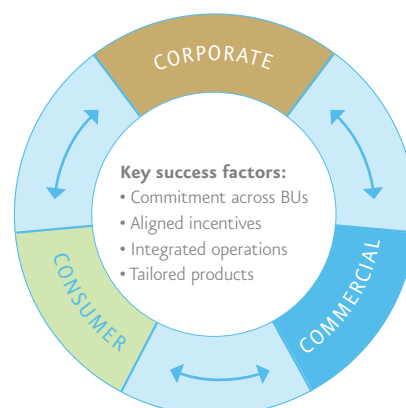 CORPORATE
Key success factors:
• Commitment across BUs
• Aligned incentives
• Integrated operations
• Tailored products
CONSUMER
COMMERCIAL